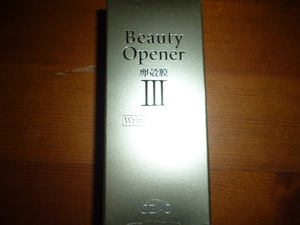 Beauty
Opener
卵殻膜
III